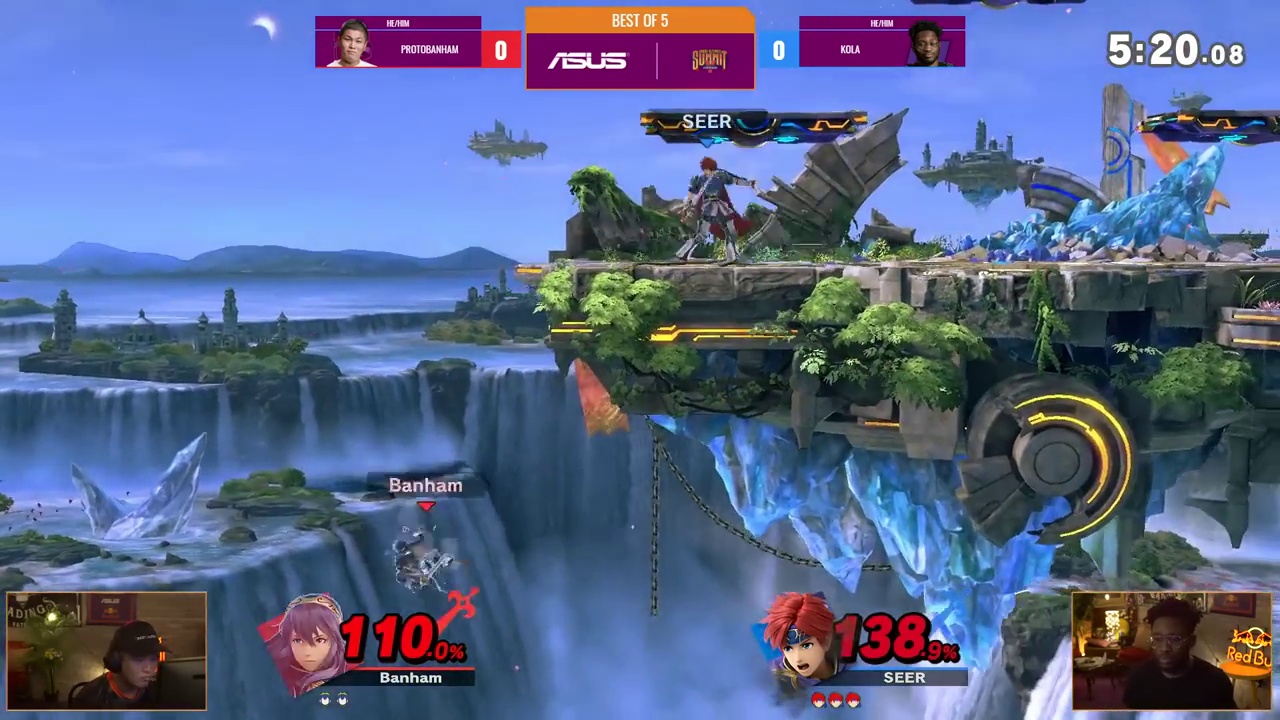 HE/HIM
PROTOBANHAM
0
BEST OF 5
ASUS
SUMMIT
0
HE/HIM
KOLA
5:20.08
SEER
Banham
110.0%
Banham
138.9%
SEER
ASUS
Red Bu